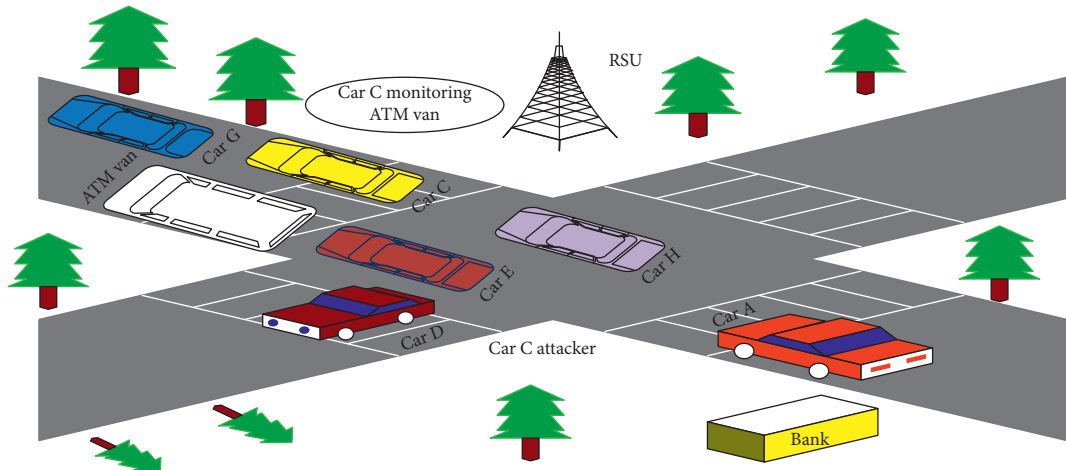 RSU
Car C monitoring
ATM van
Car G
ATM van
Car C
Car H
Car E
Car A
Car D
Car C attacker
Bank